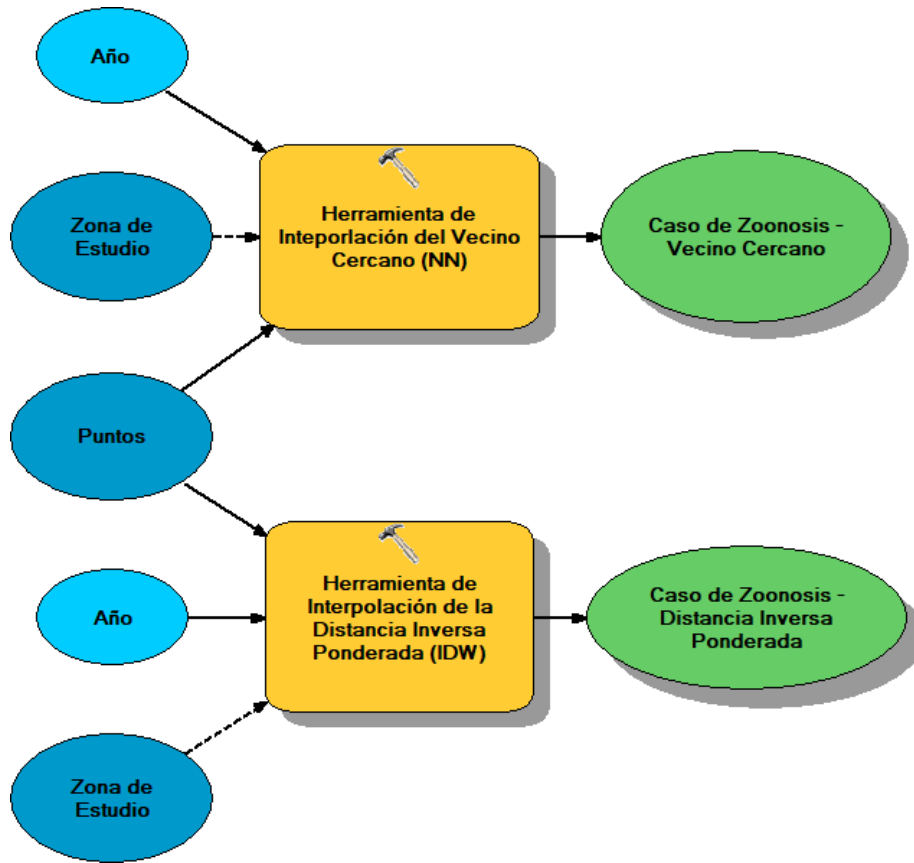 Año
Zona de
Estudio
Herramienta de
Inteporlación del Vecino
Cercano (NN)
Caso de Zoonosis -
Vecino Cercano
Puntos
Año
Herramienta de
Interpolación de la
Distancia Inversa
Ponderada (IDW)
Caso de Zoonosis -
Distancia Inversa
Ponderada
Zona de
Estudio